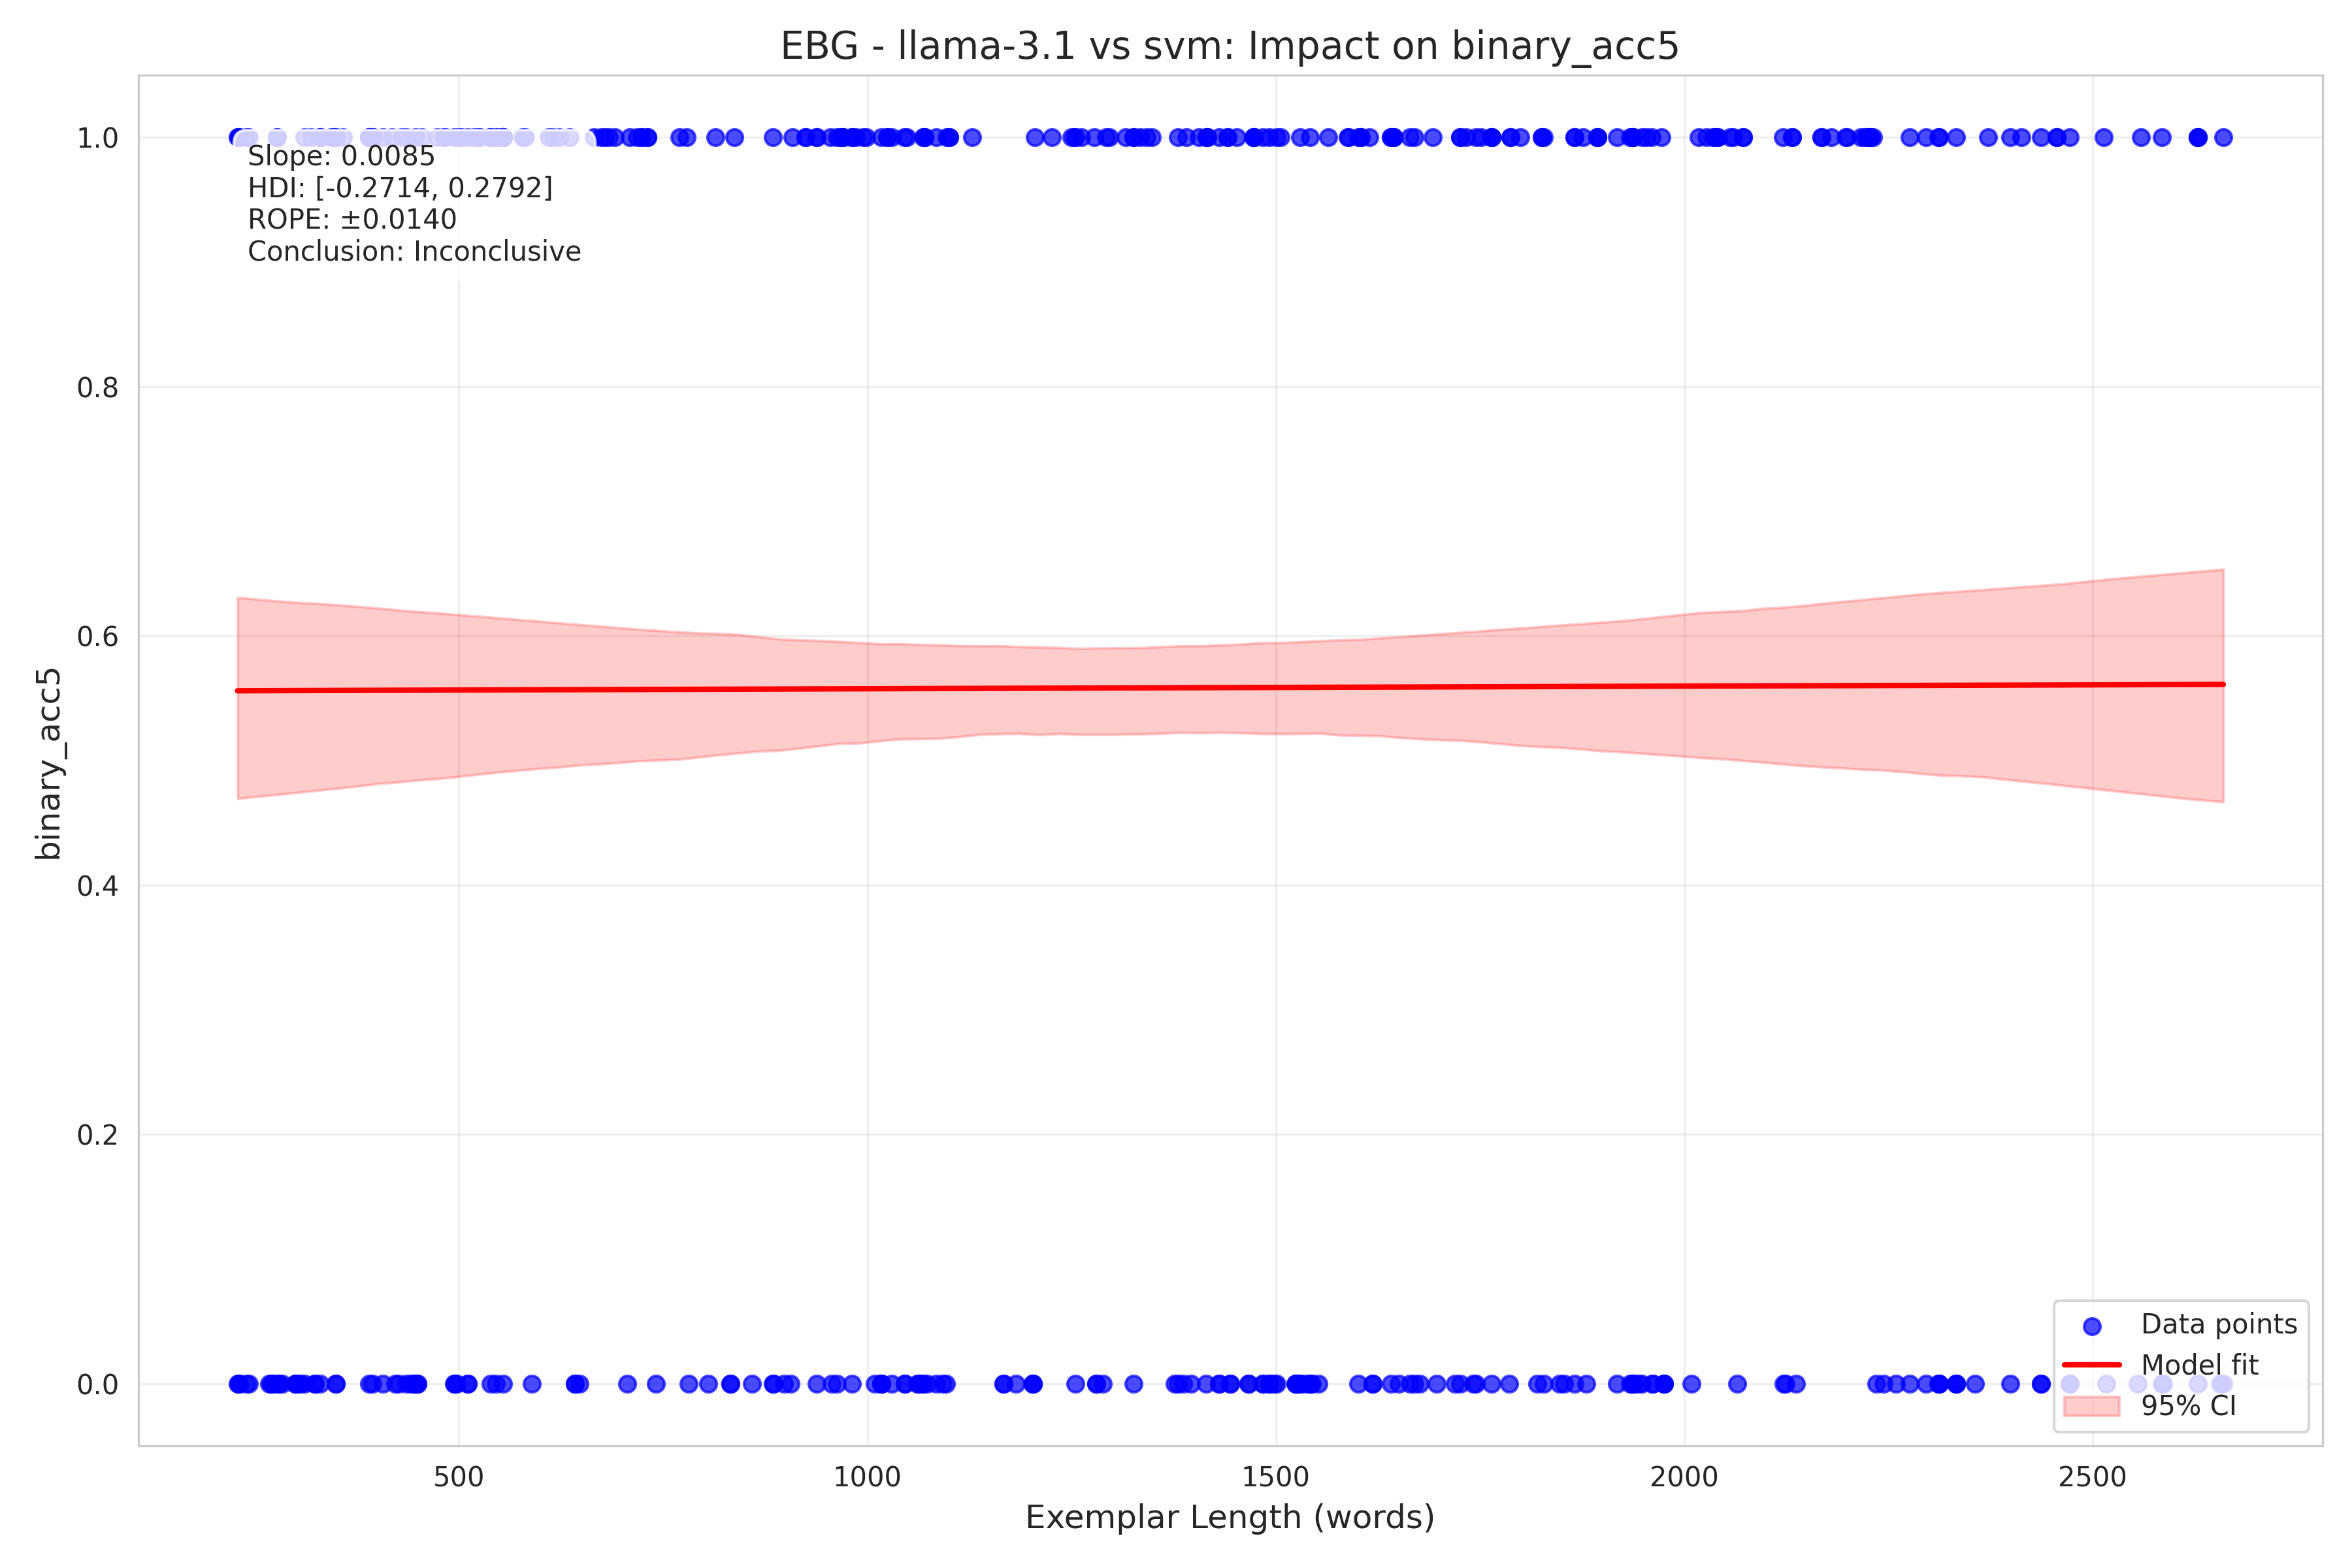 EBG - llama-3.1 vs svm: Impact on binary_acc5
1.0
0.8
0.6
0.4
0.2
0.0
binary_acc5
Slope: 0.0085
HDI: [-0.2714, 0.2792]
ROPE: ±0.0140
Conclusion: Inconclusive
Data points
Model fit
95% CI
500
1000
1500
2000
2500
Exemplar Length (words)